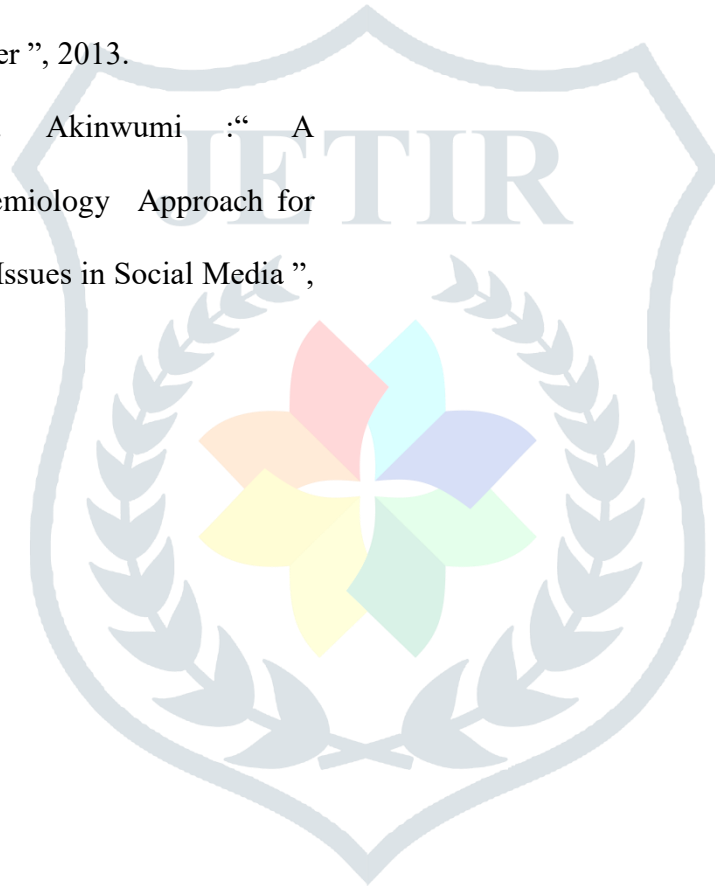 er ”, 2013.
Akinwumi :“ A
emiology Approach for
Issues in Social Media ”,
JETIR